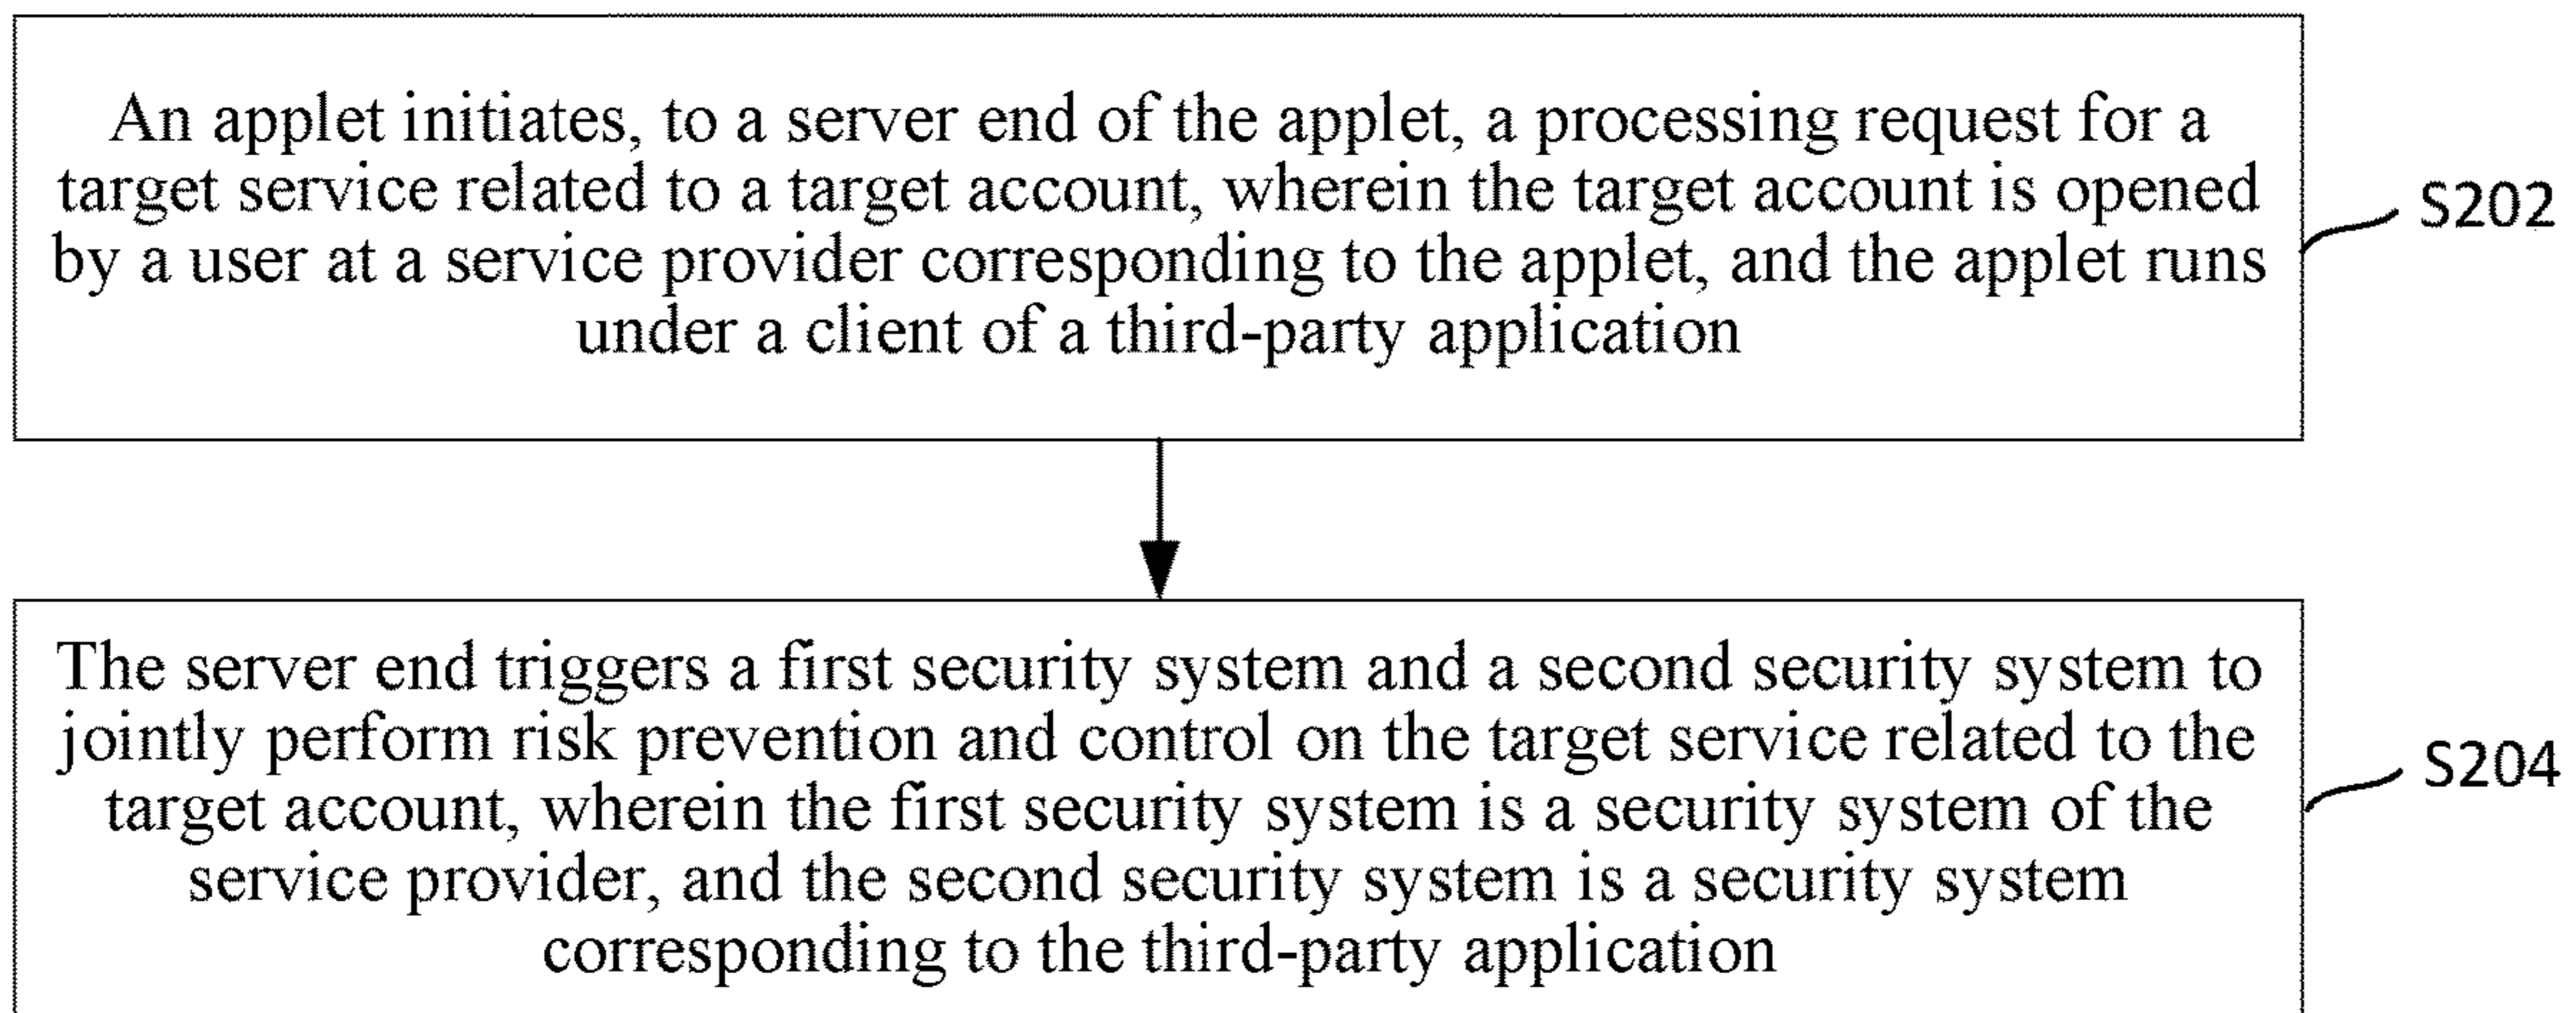 An applet initiates, to a server end of the applet, a processing request for a
target service related to a target account, wherein the target account is opened
by a user at a service provider corresponding to the applet, and the applet runs
under a client of a third-party application
S202
The server end triggers a first security system and a second security system to
jointly perform risk prevention and control on the target service related to the
target account, wherein the first security system is a security system of the
service provider, and the second security system is a security system
corresponding to the third-party application
S204